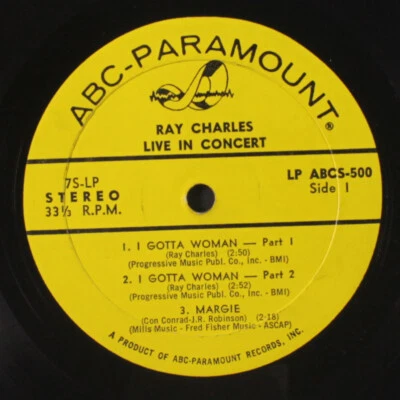 ABC-PARAMOUNT
RAY CHARLES
LIVE IN CONCERT
7S-LP
STEREO
33⅓ R.P.M.
LP ABCS-500
Side 1
1. I GOTTA WOMAN — Part 1
(Ray Charles) (2:50)
(Progressive Music Publ. Co., Inc. - BMI)
2. I GOTTA WOMAN — Part 2
(Ray Charles) (2:52)
(Progressive Music Publ. Co., Inc. - BMI)
3. MARGIE
(Con Conrad-J.R. Robinson) (2:18)
(Mills Music - Fred Fisher Music - ASCAP)
A PRODUCT OF ABC-PARAMOUNT RECORDS, INC.